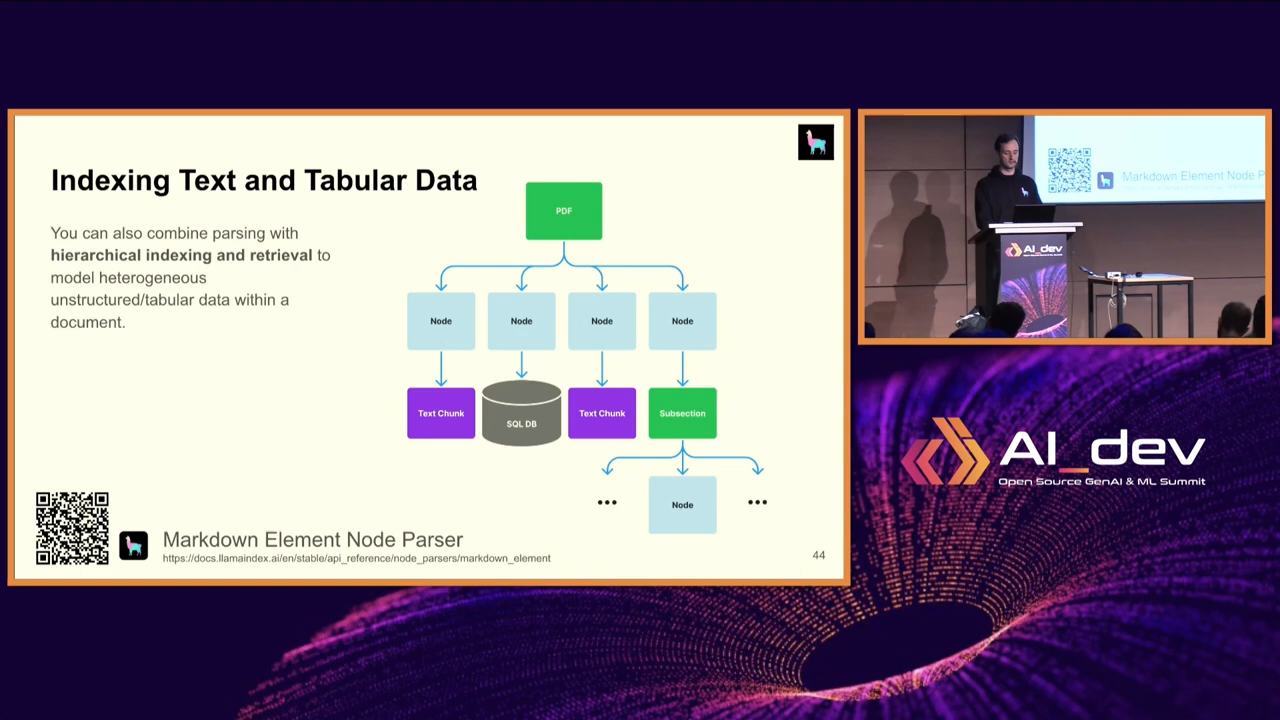 Indexing Text and Tabular Data
You can also combine parsing with
hierarchical indexing and retrieval to
model heterogeneous
unstructured/tabular data within a
document.
PDF
Node
Node
Node
Node
Text Chunk
SQL DB
Text Chunk
Subsection
•••
Node
•••
Markdown Element Node Parser
https://docs.llamaindex.ai/en/stable/api_reference/node_parsers/markdown_element
44
Markdown Element Node P
AI_dev
AI_dev
Open Source GenAI & ML Summit